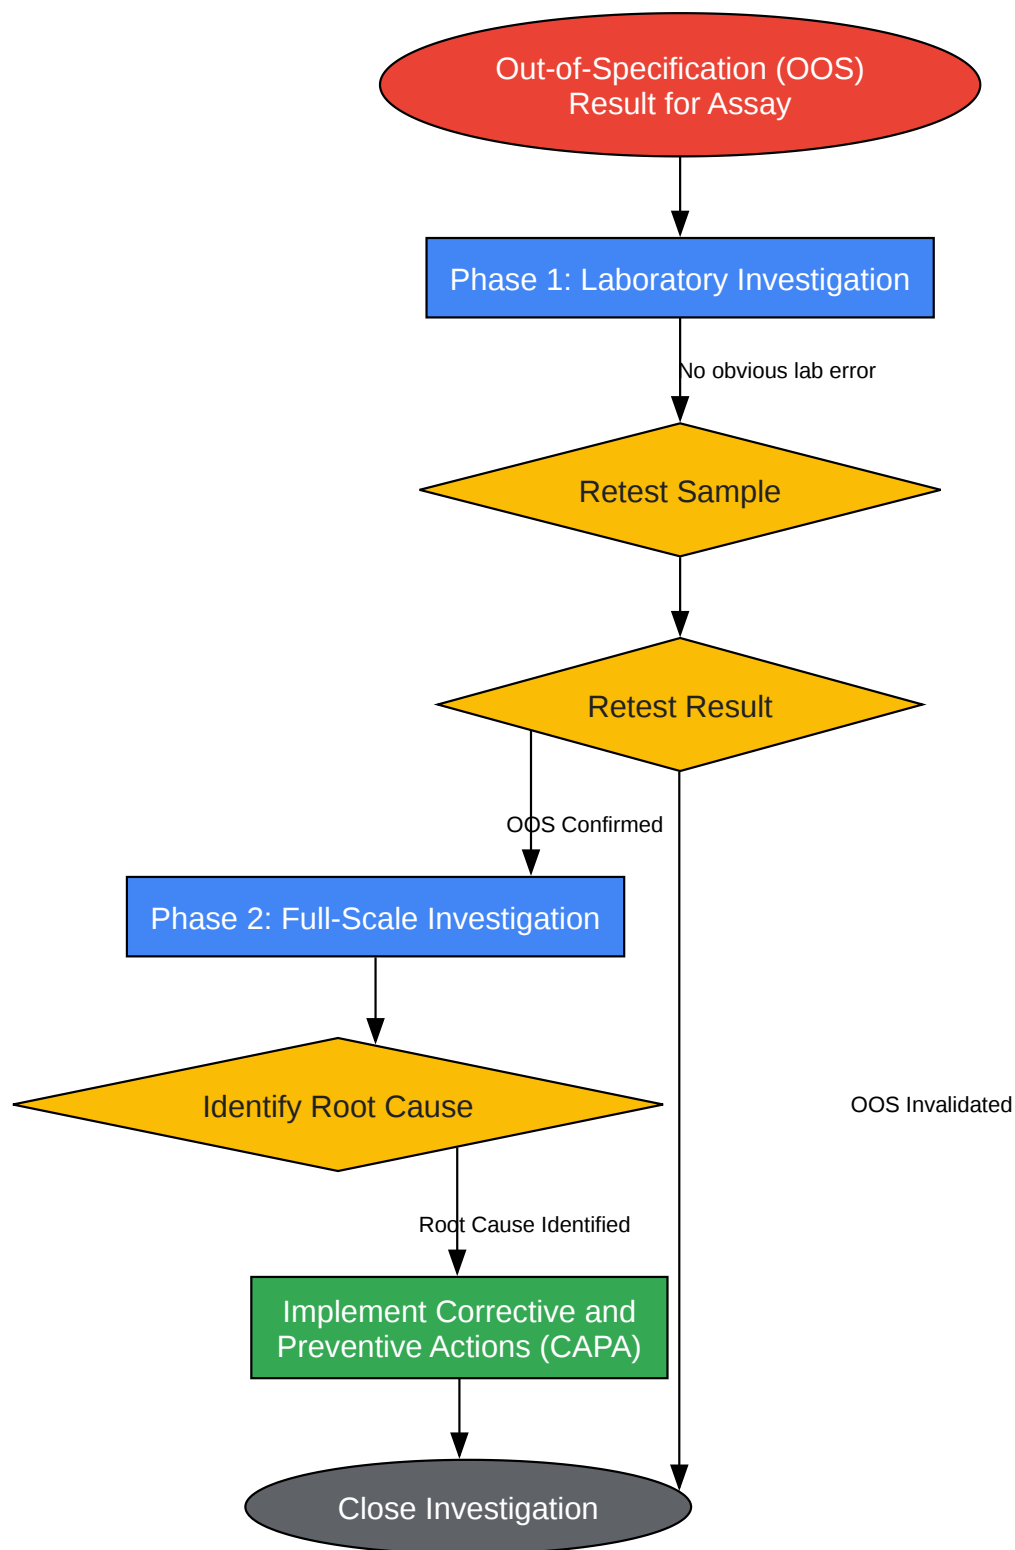 Out-of-Specification (OOS)
Result for Assay
Phase 1: Laboratory Investigation
No obvious lab error
Retest Sample
Retest Result
OOS Confirmed
Phase 2: Full-Scale Investigation
Identify Root Cause
OOS Invalidated
Root Cause Identified
Implement Corrective and
Preventive Actions (CAPA)
Close Investigation